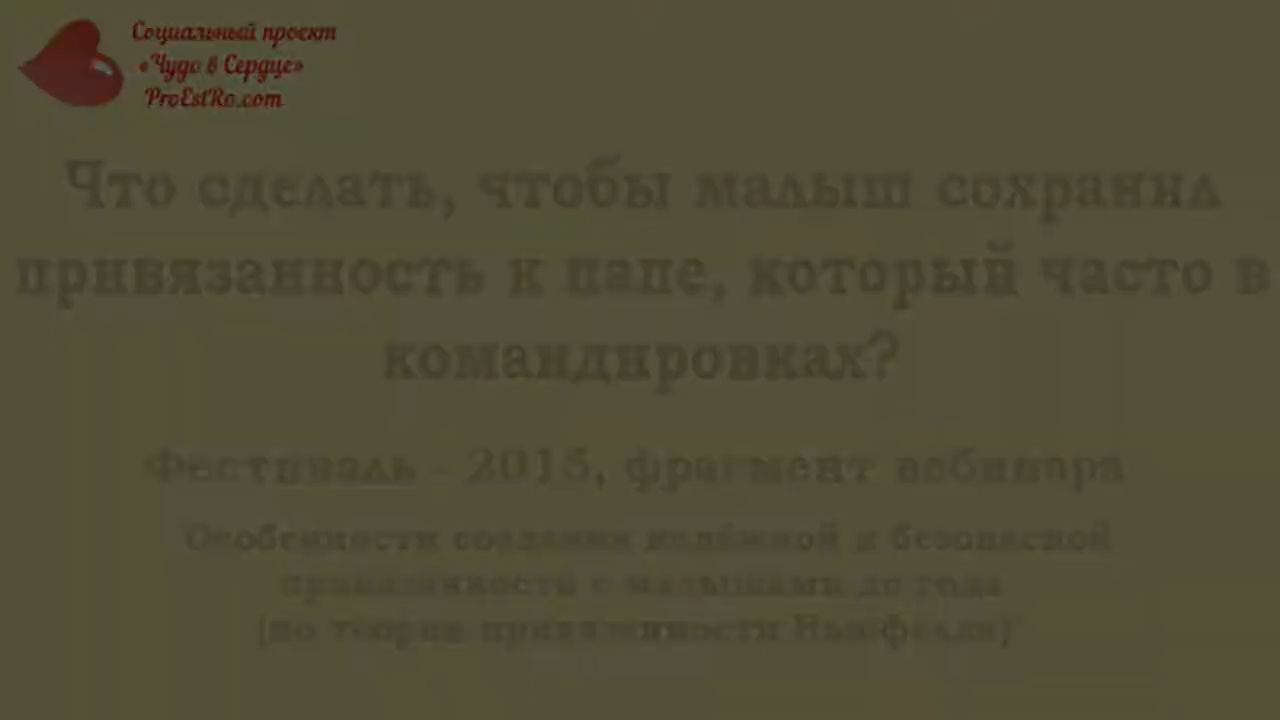 Социальный проект
«Чудо в Сердце»
ProEstRo.com
Что сделать, чтобы малыш сохранил
привязанность к папе, который часто в
командировках?
Фестиваль - 2015, фрагмент вебинара
Особенности создания надёжной и безопасной
привязанности с малышами до года
(по теории привязанности Ньюфелда)